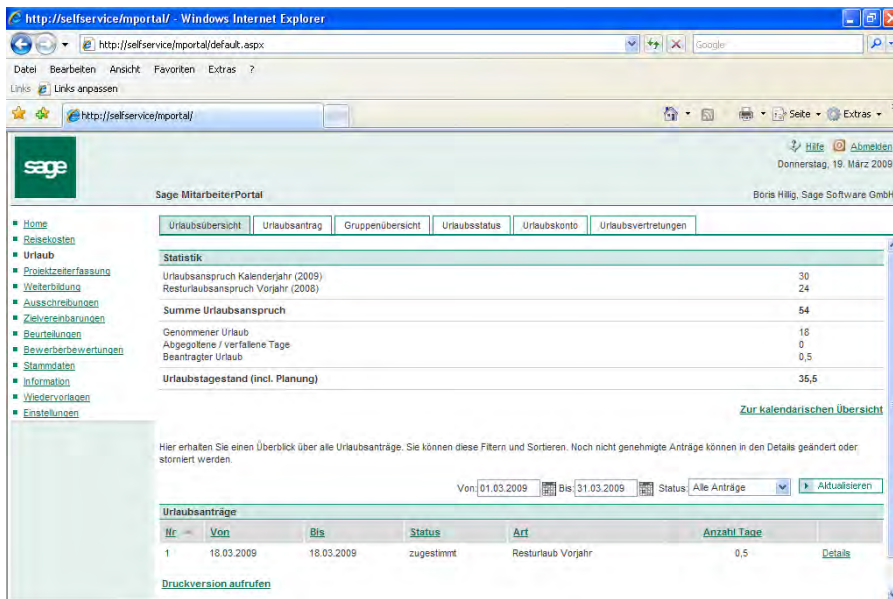 http://selfservice/mportal/ - Windows Internet Explorer
http://selfservice/mportal/default.aspx
Google
Datei Bearbeiten Ansicht Favoriten Extras ?
Links Links anpassen
http://selfservice/mportal/
Seite Extras
Hilfe Abmelden
sage
Donnerstag, 19. März 2009
Sage MitarbeiterPortal
Boris Hillig, Sage Software GmbH
Home
Reisekosten
Urlaub
Projektzeiterfassung
Weiterbildung
Ausschreibungen
Zielvereinbarungen
Beurteilungen
Bewerberbewertungen
Stammdaten
Information
Wiedervorlagen
Einstellungen
Urlaubsübersicht Urlaubsantrag Gruppenübersicht Urlaubsstatus Urlaubskonto Urlaubsvertretungen
Statistik
Urlaubsanspruch Kalenderjahr (2009) 30
Resturlaubsanspruch Vorjahr (2008) 24
Summe Urlaubsanspruch 54
Genommener Urlaub 18
Abgegoltene / verfallene Tage 0
Beantragter Urlaub 0,5
Urlaubstagestand (incl. Planung) 35,5
Zur kalendarischen Übersicht
Hier erhalten Sie einen Überblick über alle Urlaubsanträge. Sie können diese Filtern und Sortieren. Noch nicht genehmigte Anträge können in den Details geändert oder
storniert werden.
Von: 01.03.2009 Bis: 31.03.2009 Status: Alle Anträge Aktualisieren
Urlaubsanträge
Nr Von Bis Status Art Anzahl Tage
1 18.03.2009 18.03.2009 zugestimmt Resturlaub Vorjahr 0,5 Details
Druckversion aufrufen